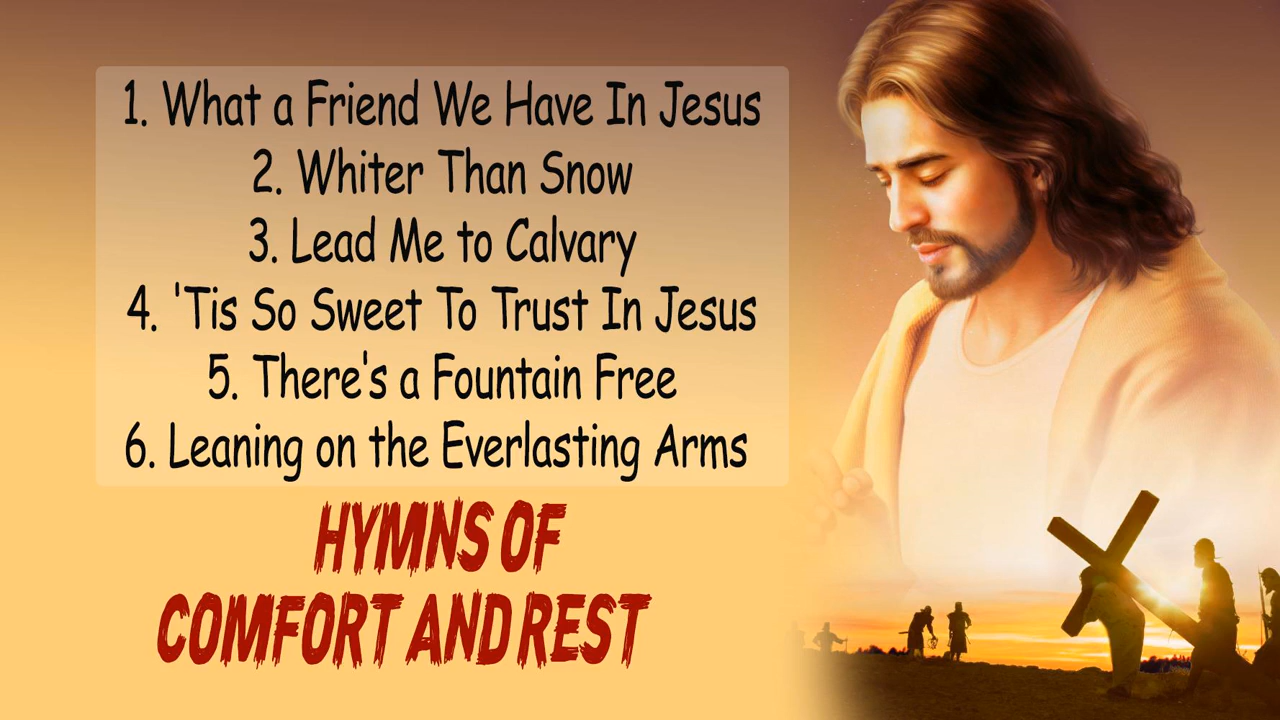 1. What a Friend We Have In Jesus
2. Whiter Than Snow
3. Lead Me to Calvary
4. 'Tis So Sweet To Trust In Jesus
5. There's a Fountain Free
6. Leaning on the Everlasting Arms
HYMNS OF
COMFORT AND REST